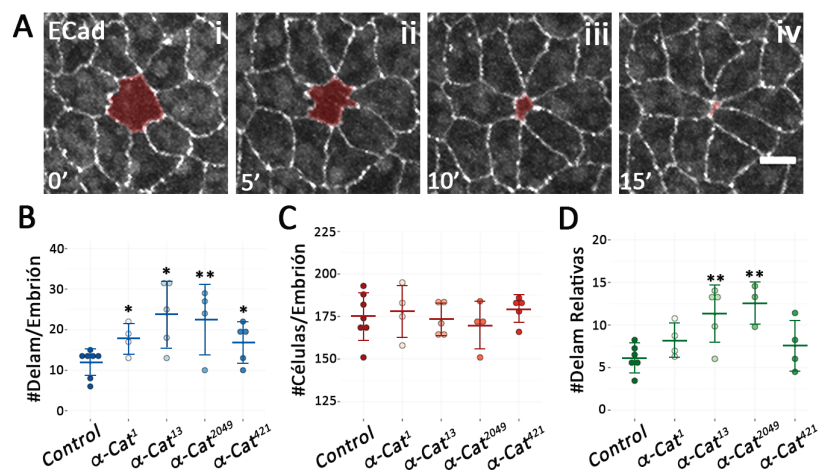 A
ECad
i
ii
iii
iv
0’
5’
10’
15’
B
#Delam/Embrión
40
30
20
10
0
*
*
**
*
Control
α-Cat¹
α-Cat¹³
α-Cat²⁰⁴⁹
α-Cat⁴²¹
C
#Células/Embrión
225
200
175
150
125
Control
α-Cat¹
α-Cat¹³
α-Cat²⁰⁴⁹
α-Cat⁴²¹
D
#Delam Relativas
20
15
10
5
0
**
**
Control
α-Cat¹
α-Cat¹³
α-Cat²⁰⁴⁹
α-Cat⁴²¹